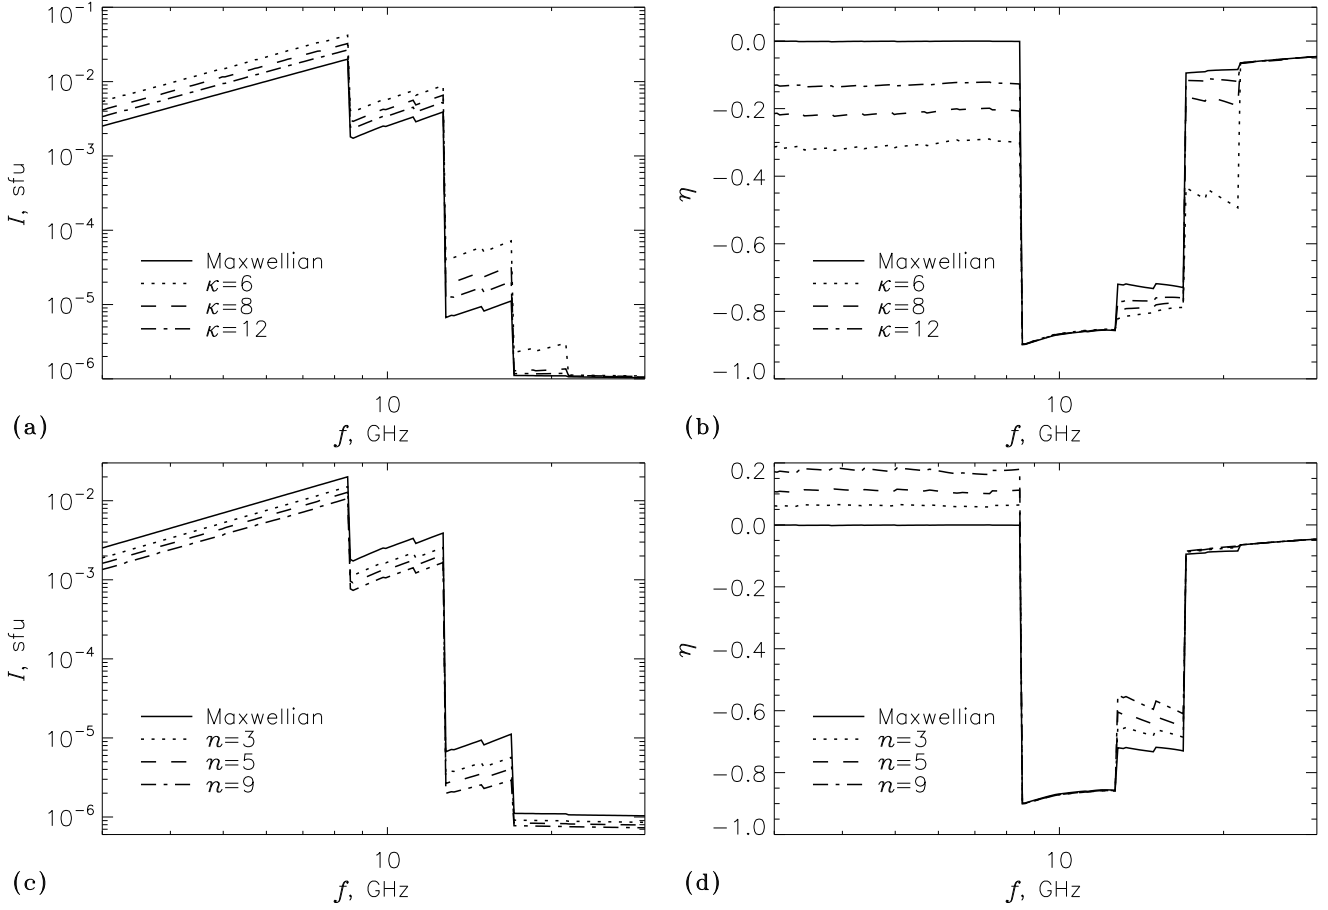 10⁻¹
10⁻²
10⁻³
10⁻⁴
10⁻⁵
10⁻⁶
I, sfu
Maxwellian
κ=6
κ=8
κ=12
10
f, GHz
(a)
0.0
−0.2
−0.4
−0.6
−0.8
−1.0
η
Maxwellian
κ=6
κ=8
κ=12
10
f, GHz
(b)
10⁻²
10⁻³
10⁻⁴
10⁻⁵
10⁻⁶
I, sfu
Maxwellian
n=3
n=5
n=9
10
f, GHz
(c)
0.2
0.0
−0.2
−0.4
−0.6
−0.8
−1.0
η
Maxwellian
n=3
n=5
n=9
10
f, GHz
(d)